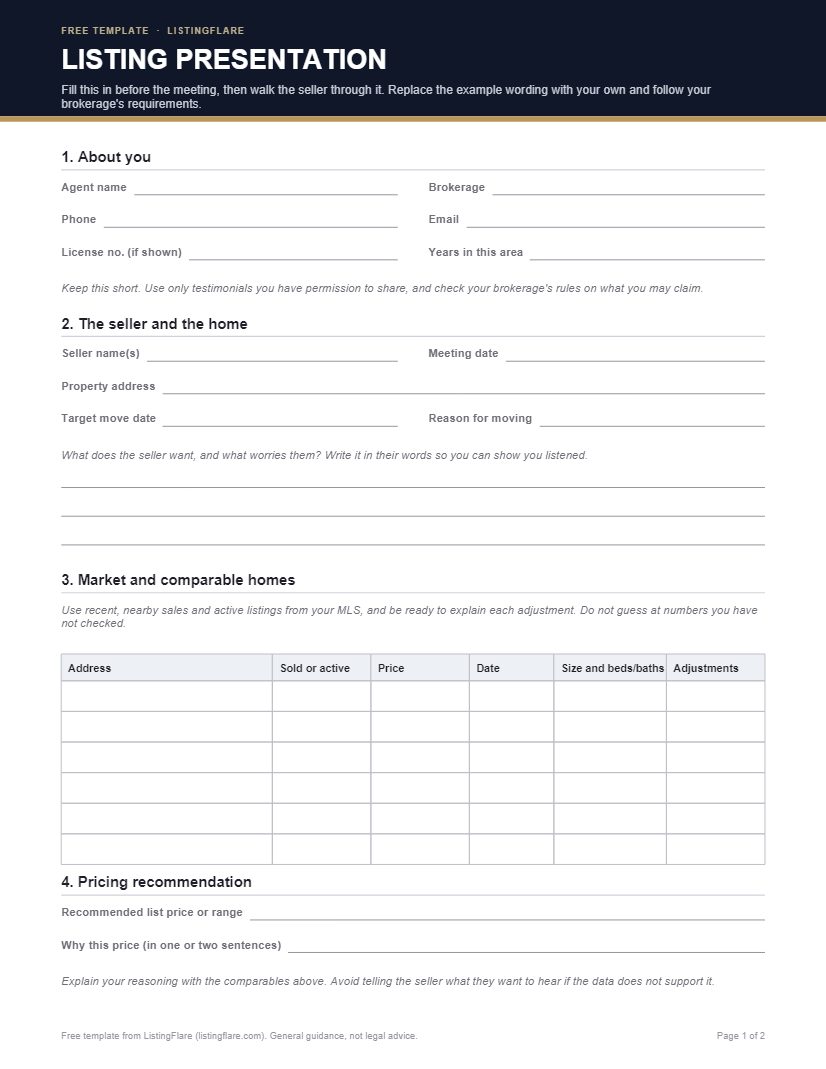 FREE TEMPLATE · LISTINGFLARE
LISTING PRESENTATION
Fill this in before the meeting, then walk the seller through it. Replace the example wording with your own and follow your
brokerage's requirements.
1. About you
Agent name
Brokerage
Phone
Email
License no. (if shown)
Years in this area
Keep this short. Use only testimonials you have permission to share, and check your brokerage's rules on what you may claim.
2. The seller and the home
Seller name(s)
Meeting date
Property address
Target move date
Reason for moving
What does the seller want, and what worries them? Write it in their words so you can show you listened.
3. Market and comparable homes
Use recent, nearby sales and active listings from your MLS, and be ready to explain each adjustment. Do not guess at numbers you have
not checked.
Address
Sold or active
Price
Date
Size and beds/baths
Adjustments
4. Pricing recommendation
Recommended list price or range
Why this price (in one or two sentences)
Explain your reasoning with the comparables above. Avoid telling the seller what they want to hear if the data does not support it.
Free template from ListingFlare (listingflare.com). General guidance, not legal advice.
Page 1 of 2